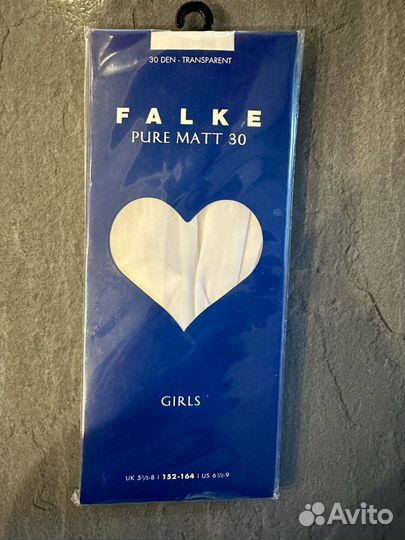 30 DEN - TRANSPARENT
FALKE
PURE MATT 30
GIRLS
UK 5½-8 | 152-164 | US 6½-9
Avito